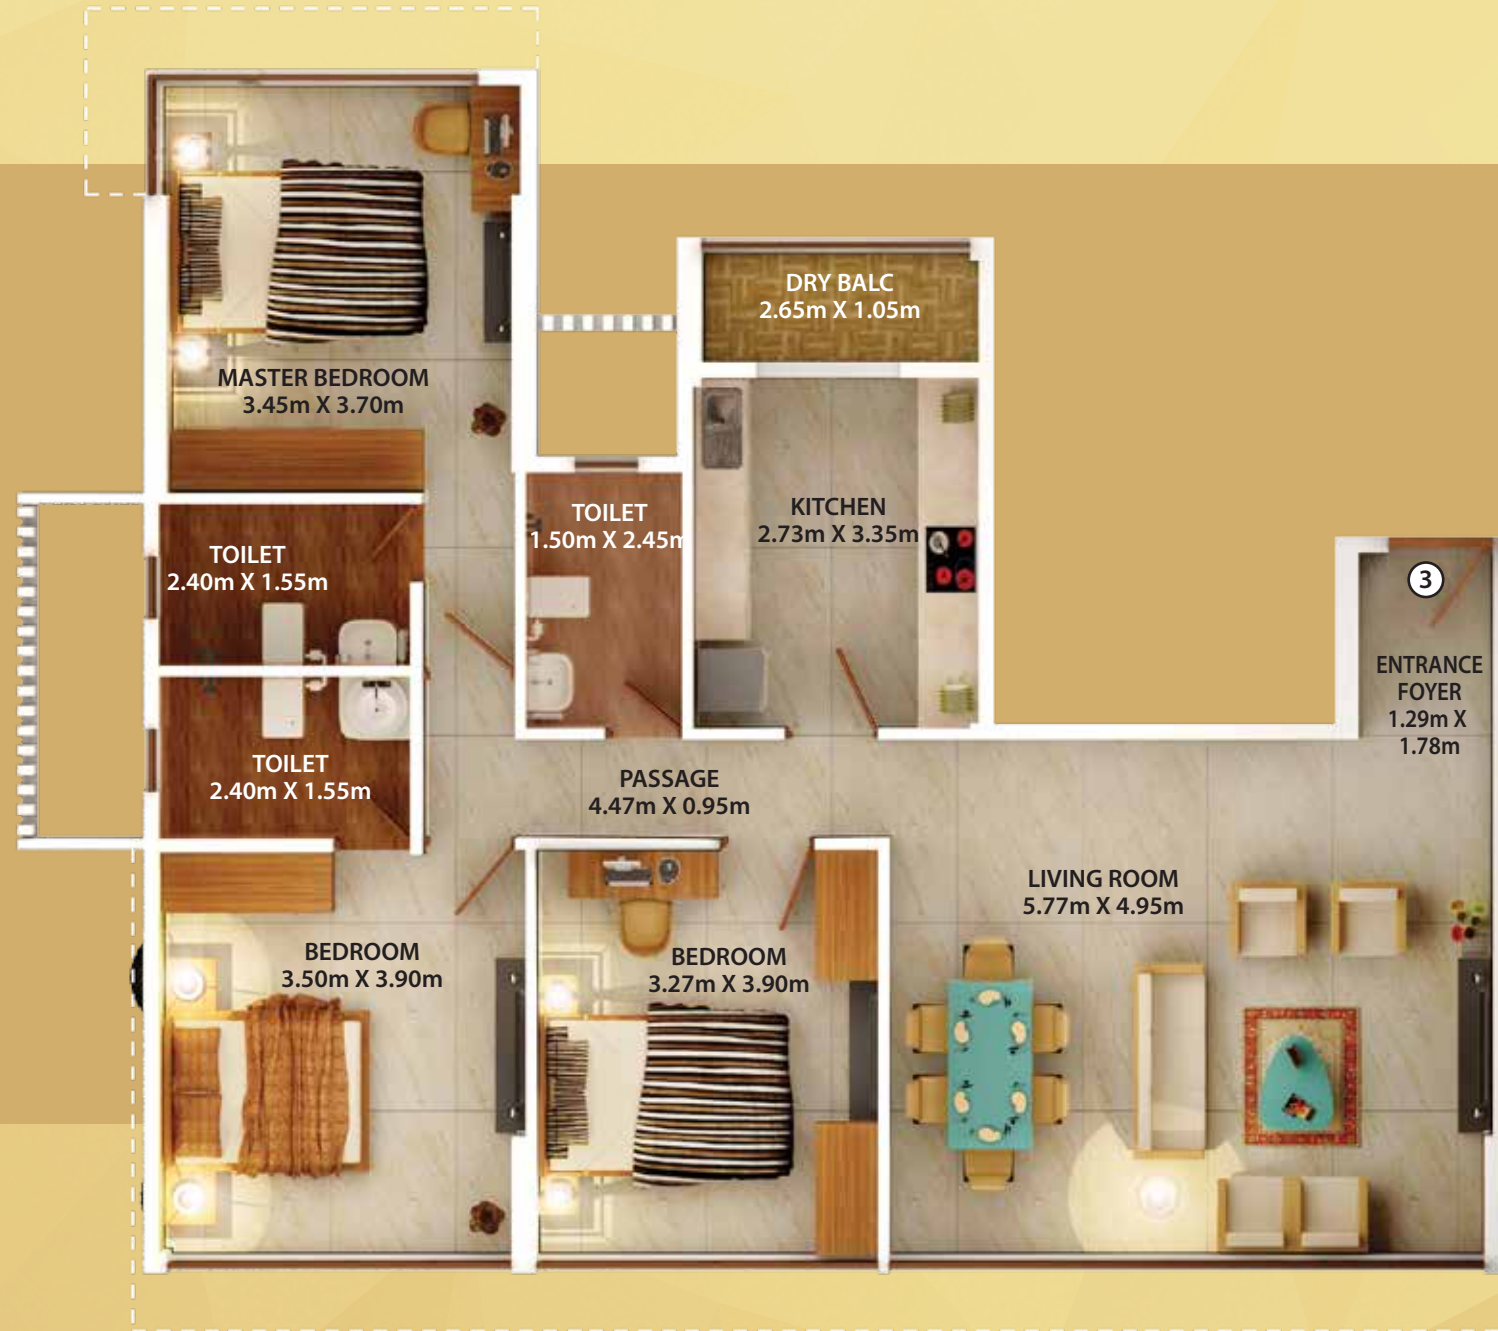 DRY BALC
2.65m X 1.05m
MASTER BEDROOM
3.45m X 3.70m
TOILET
1.50m X 2.45m
KITCHEN
2.73m X 3.35m
TOILET
2.40m X 1.55m
3
ENTRANCE
FOYER
1.29m X
1.78m
TOILET
2.40m X 1.55m
PASSAGE
4.47m X 0.95m
LIVING ROOM
5.77m X 4.95m
BEDROOM
3.50m X 3.90m
BEDROOM
3.27m X 3.90m